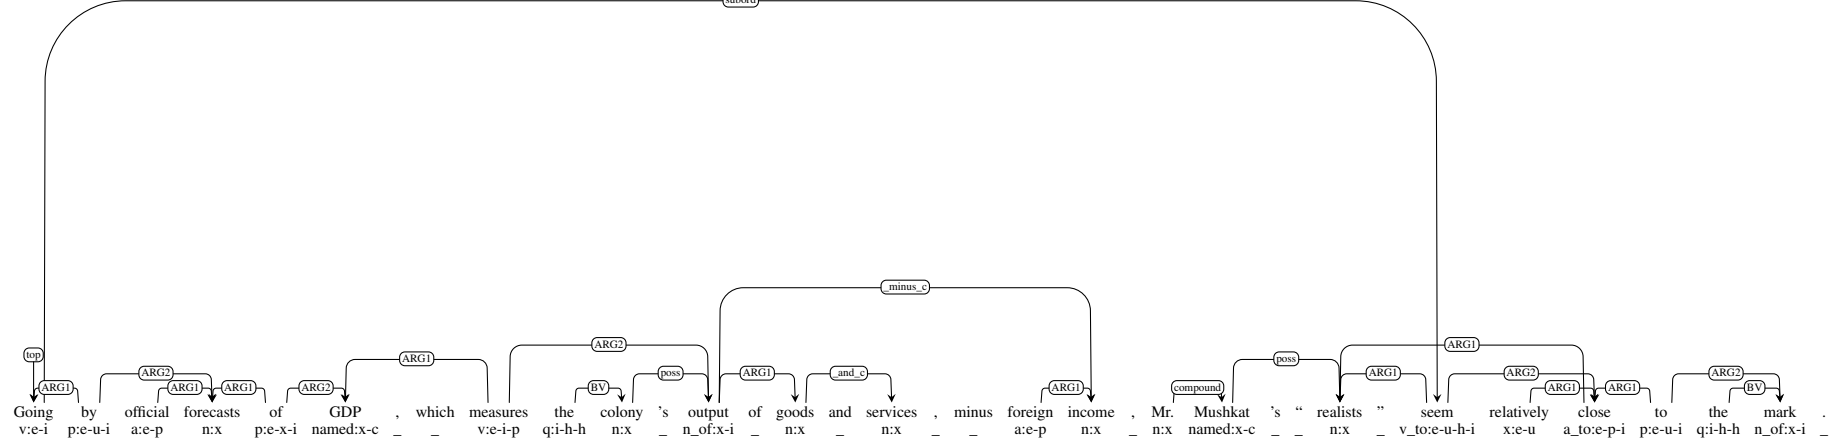 subord
_minus_c
ARG2 ARG1
top ARG1 poss
ARG2 poss ARG1 _and_c ARG1 ARG2 ARG2
ARG1 ARG1 ARG1 ARG2 BV ARG1 compound ARG1 ARG1 BV
Going by official forecasts of GDP , which measures the colony 's output of goods and services , minus foreign income , Mr. Mushkat 's “ realists ” seem relatively close to the mark .
v:e-i p:e-u-i a:e-p n:x p:e-x-i named:x-c _ _ v:e-i-p q:i-h-h n:x _ n_of:x-i _ n:x _ n:x _ _ a:e-p n:x _ n:x named:x-c _ _ n:x _ v_to:e-u-h-i x:e-u a_to:e-p-i p:e-u-i q:i-h-h n_of:x-i _